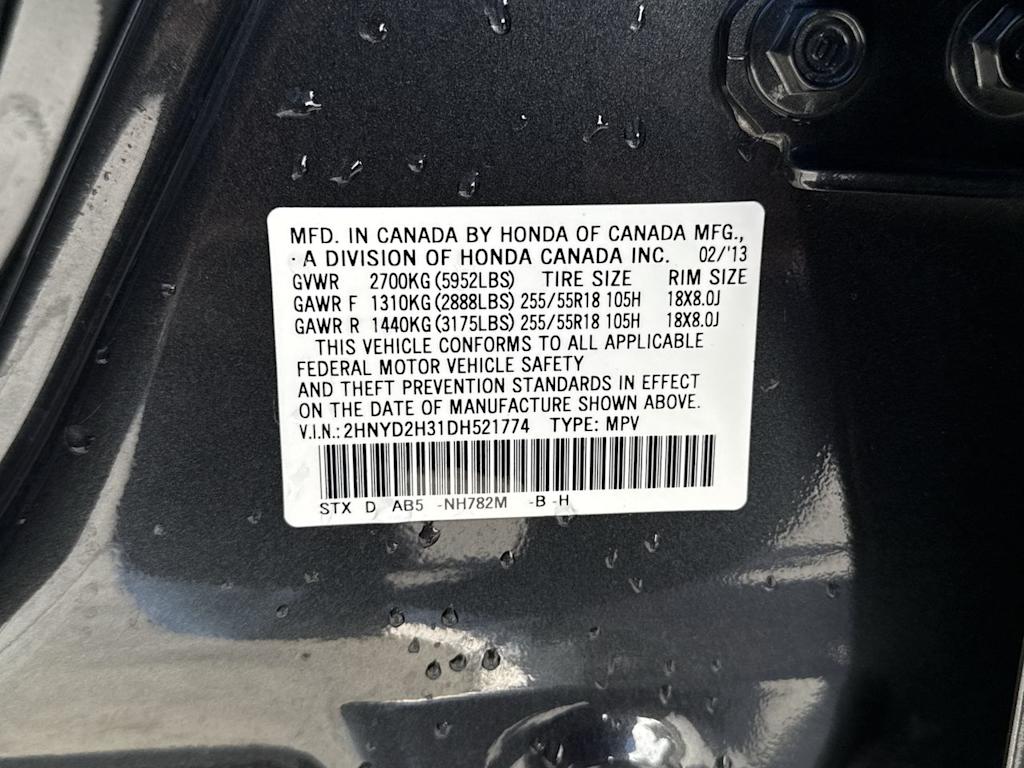 MFD. IN CANADA BY HONDA OF CANADA MFG.,
· A DIVISION OF HONDA CANADA INC. 02/'13
GVWR 2700KG (5952LBS) TIRE SIZE RIM SIZE
GAWR F 1310KG (2888LBS) 255/55R18 105H 18X8.0J
GAWR R 1440KG (3175LBS) 255/55R18 105H 18X8.0J
THIS VEHICLE CONFORMS TO ALL APPLICABLE
FEDERAL MOTOR VEHICLE SAFETY
AND THEFT PREVENTION STANDARDS IN EFFECT
ON THE DATE OF MANUFACTURE SHOWN ABOVE.
V.I.N.: 2HNYD2H31DH521774 TYPE: MPV
STX D AB5 -NH782M -B -H